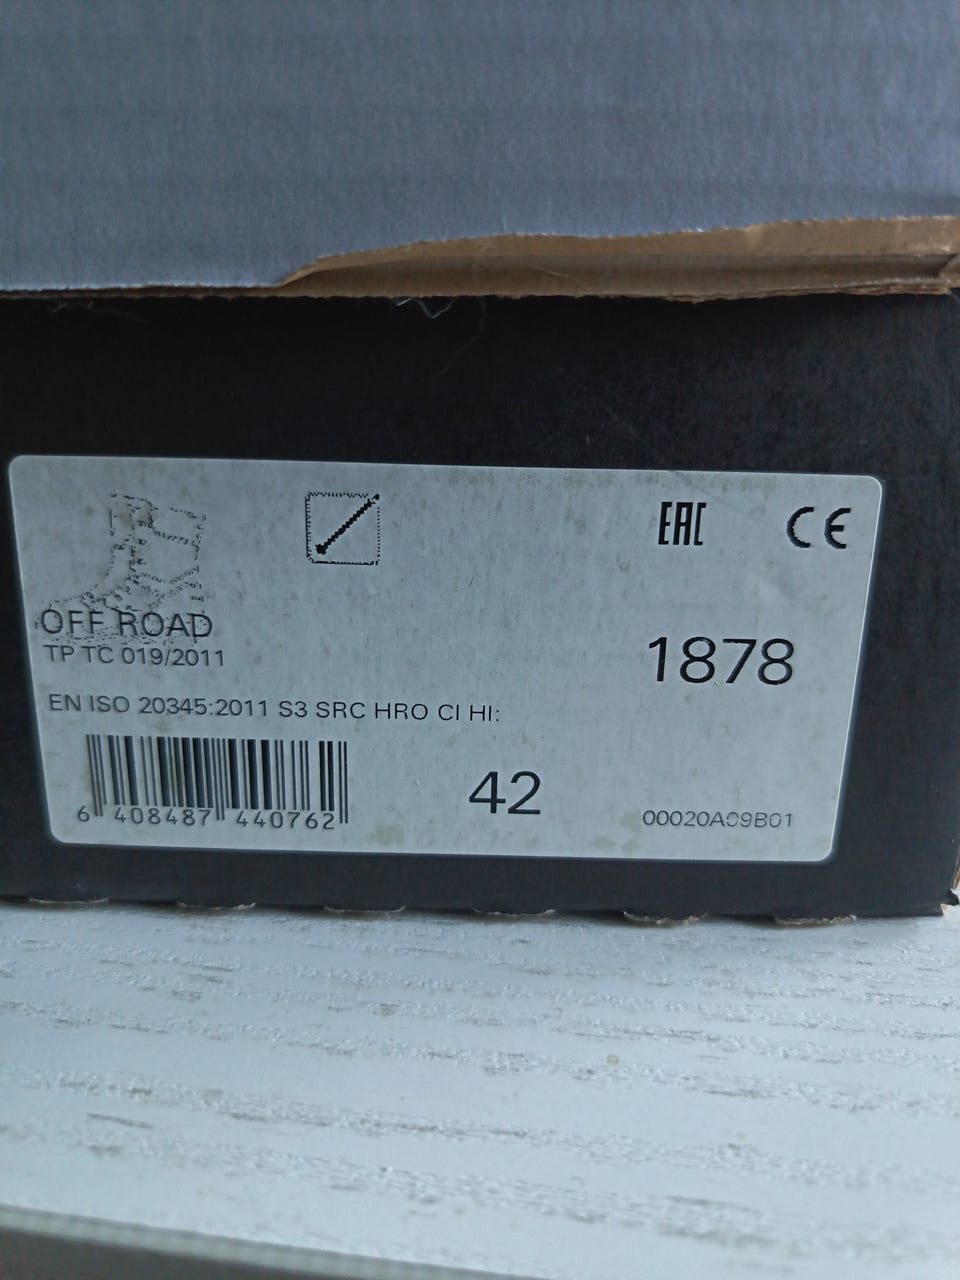 EAC CE
OFF ROAD
TP TC 019/2011
1878
EN ISO 20345:2011 S3 SRC HRO CI HI:
42
6 408487 440762
00020A09B01